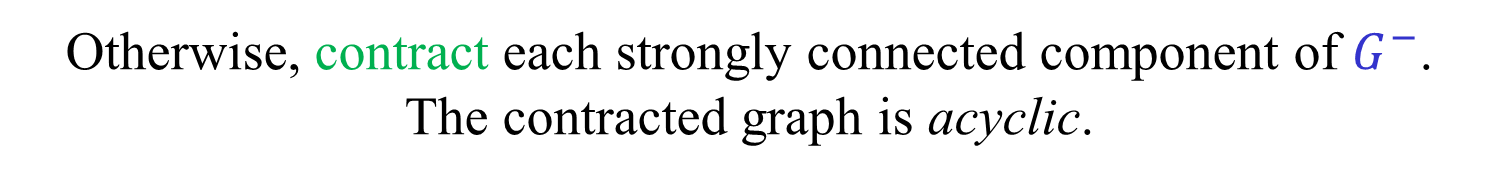 Otherwise, contract each strongly connected component of G⁻.
The contracted graph is acyclic.